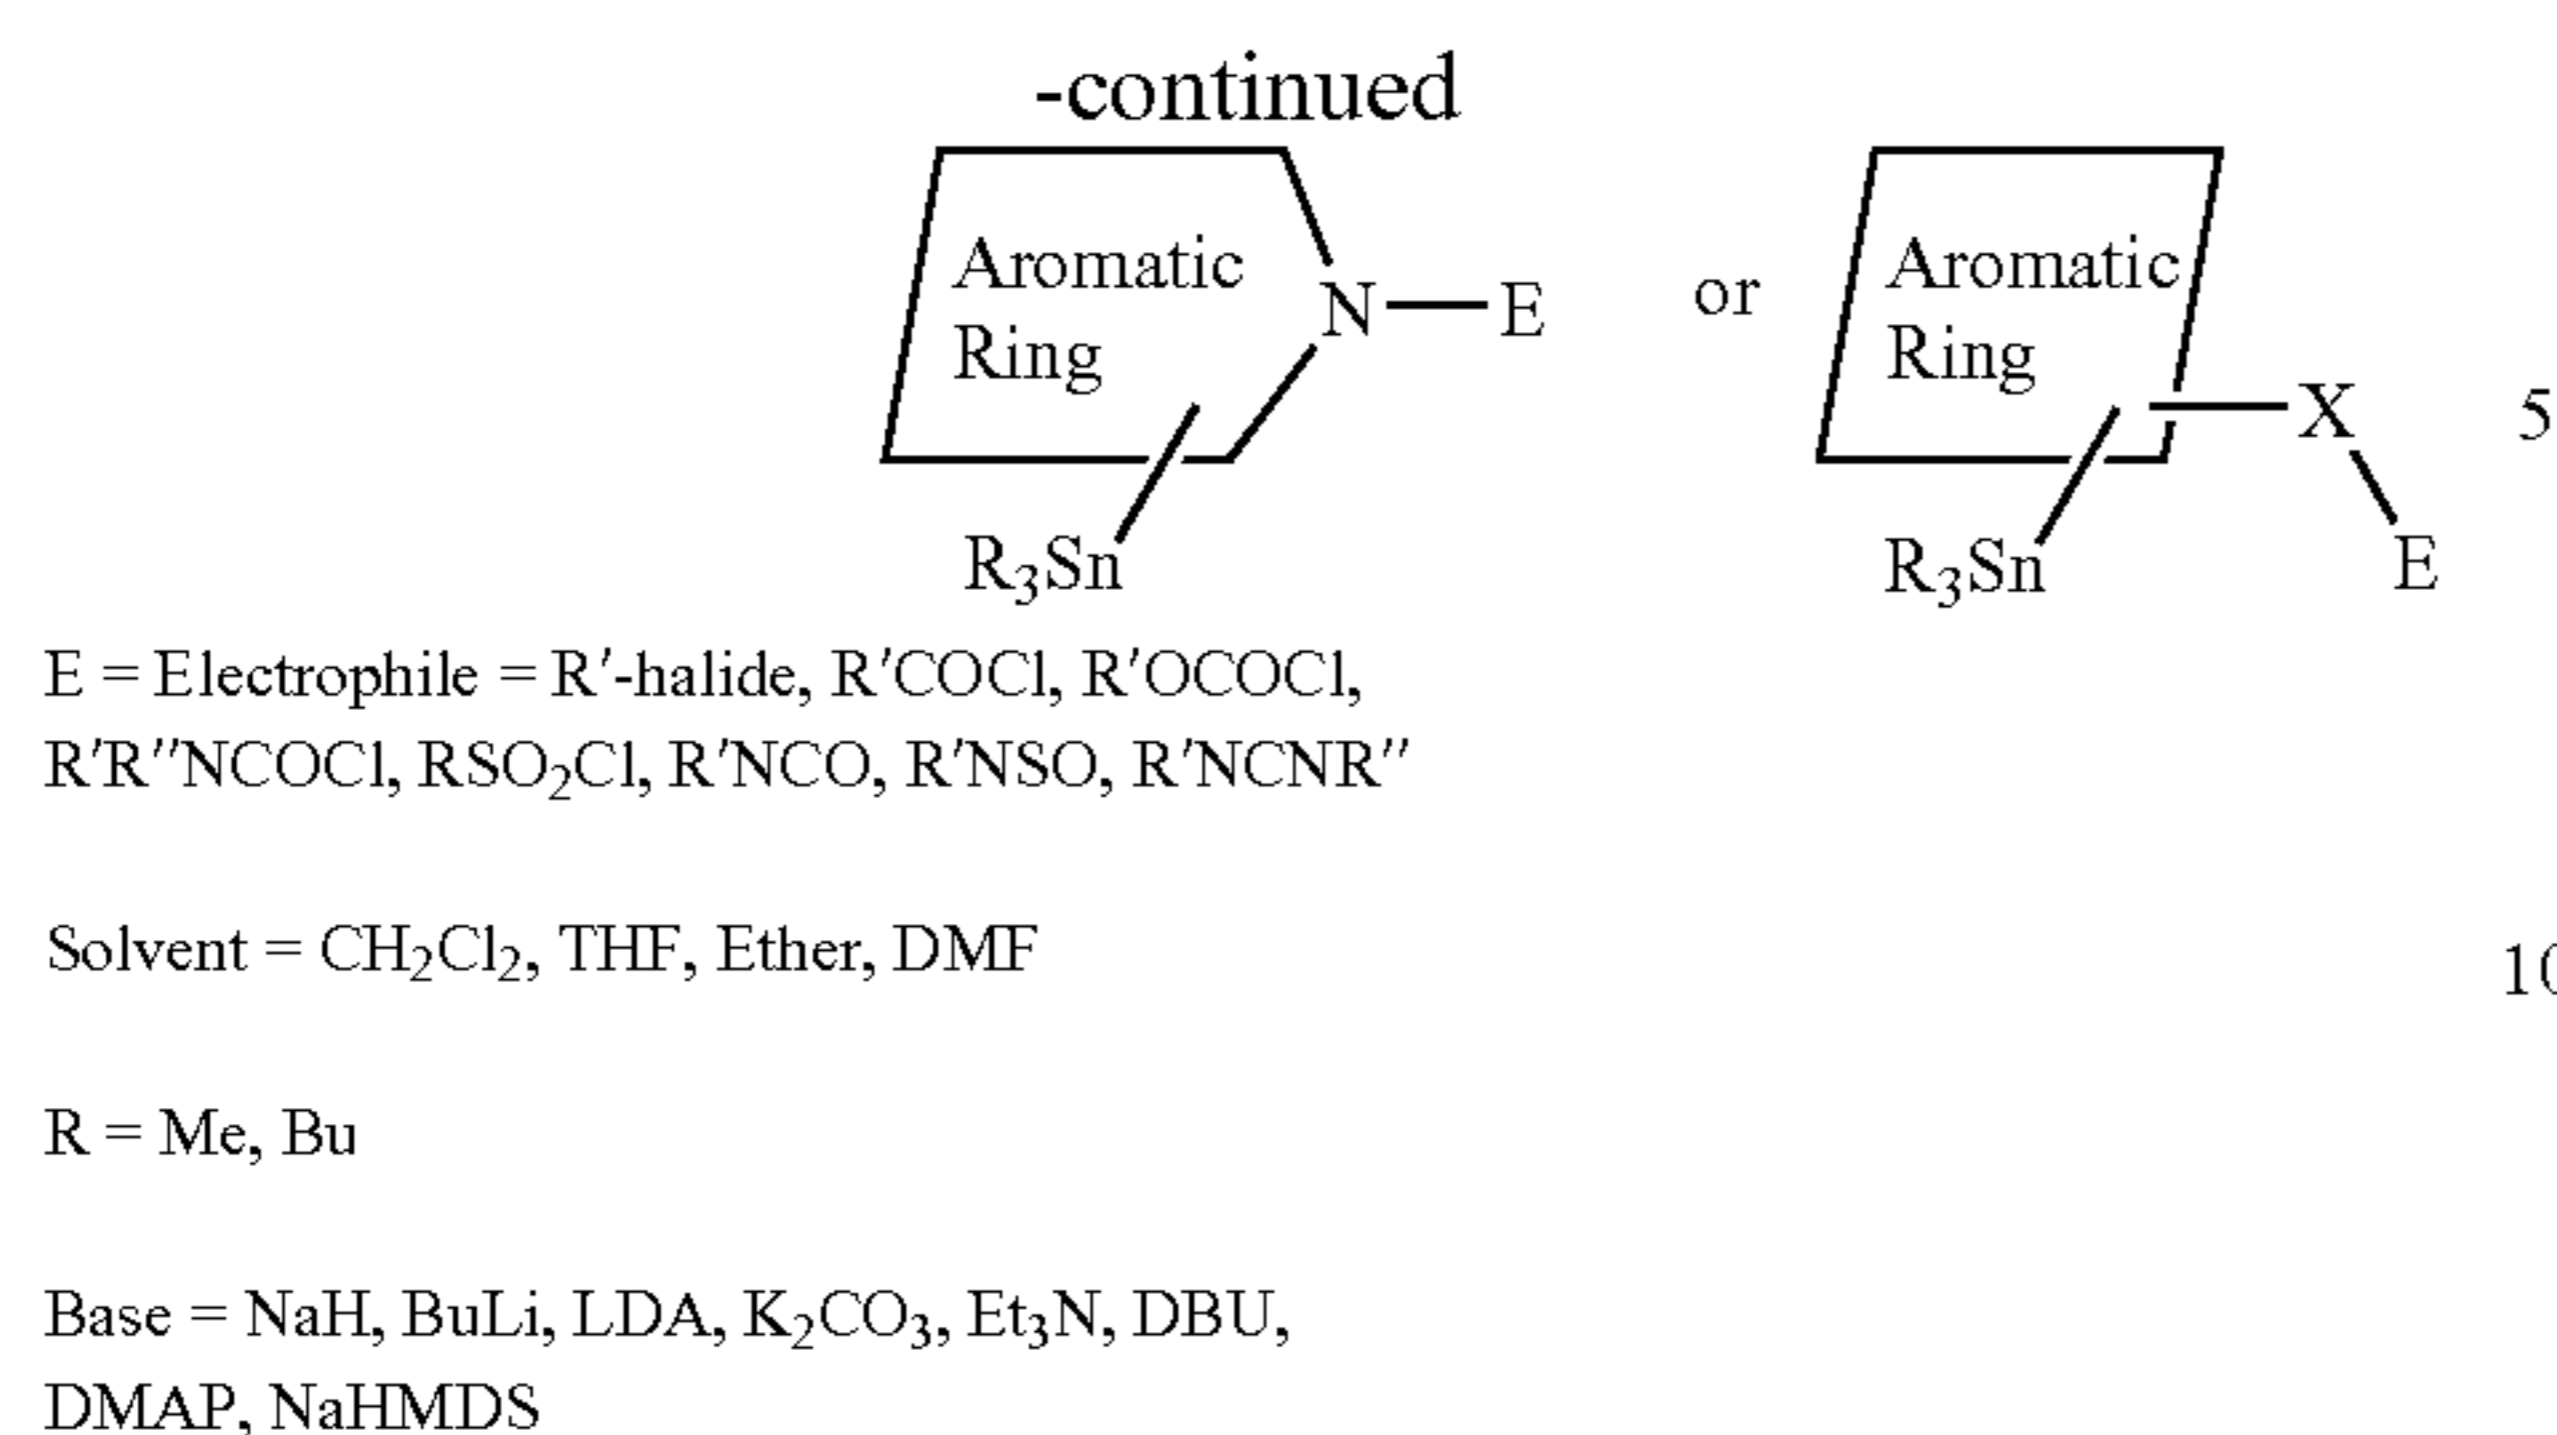 -continued
Aromatic
Ring
N
E
R₃Sn
or
Aromatic
Ring
X
E
R₃Sn
5
E = Electrophile = R′-halide, R′COCl, R′OCOCl,
R′R″NCOCl, RSO₂Cl, R′NCO, R′NSO, R′NCNR″
Solvent = CH₂Cl₂, THF, Ether, DMF
10
R = Me, Bu
Base = NaH, BuLi, LDA, K₂CO₃, Et₃N, DBU,
DMAP, NaHMDS